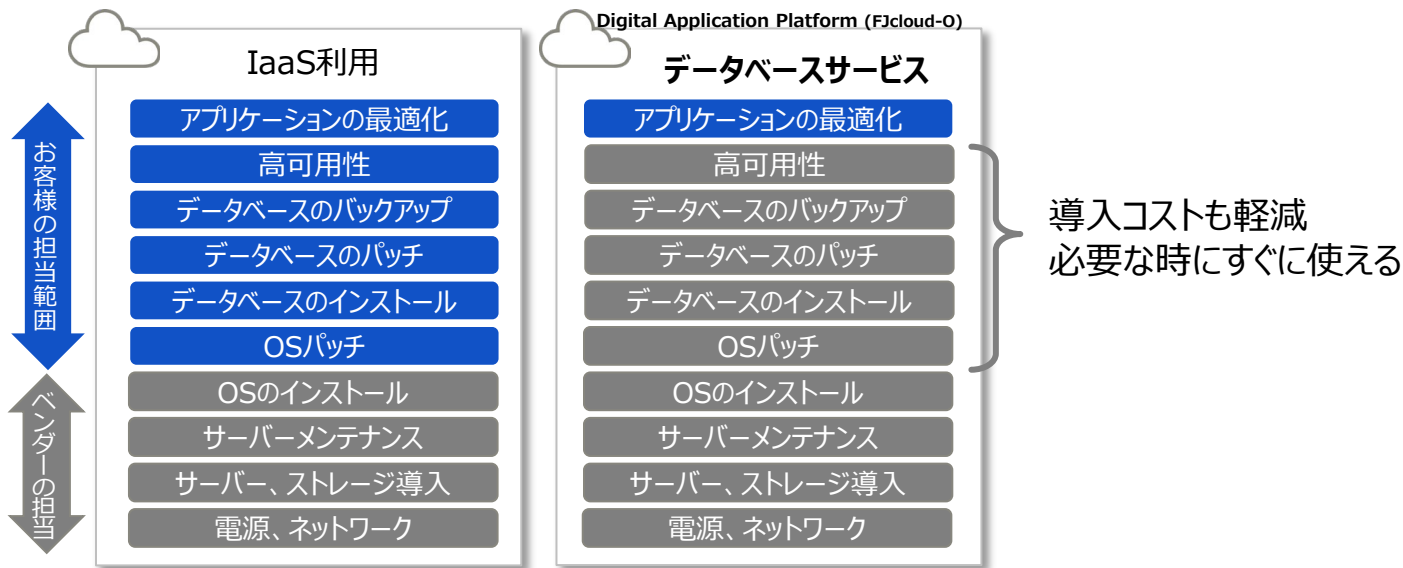 Digital Application Platform (FJcloud-O)
IaaS利用
データベースサービス
お客様の担当範囲
ベンダーの担当
アプリケーションの最適化
高可用性
データベースのバックアップ
データベースのパッチ
データベースのインストール
OSパッチ
OSのインストール
サーバーメンテナンス
サーバー、ストレージ導入
電源、ネットワーク
アプリケーションの最適化
高可用性
データベースのバックアップ
データベースのパッチ
データベースのインストール
OSパッチ
OSのインストール
サーバーメンテナンス
サーバー、ストレージ導入
電源、ネットワーク
導入コストも軽減
必要な時にすぐに使える